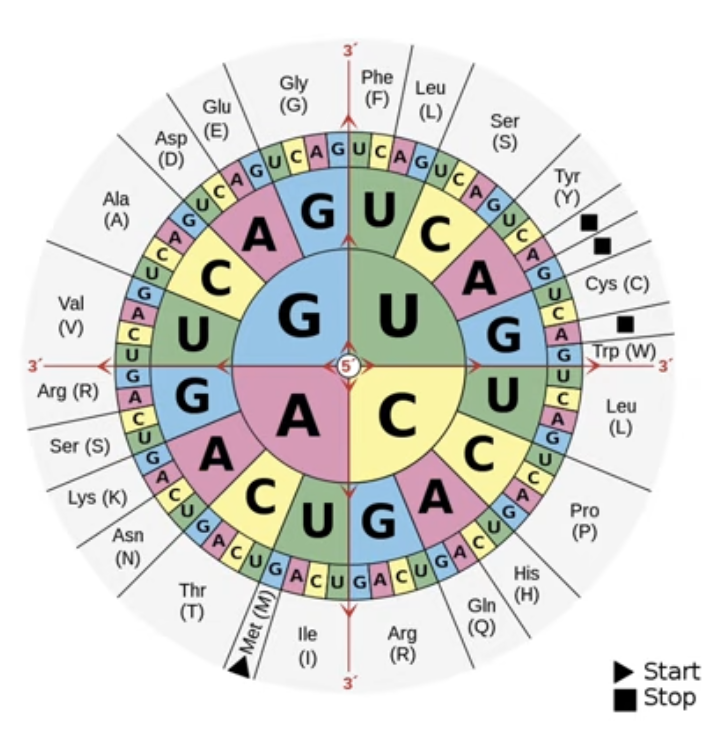 3´
Phe
(F)
Leu
(L)
Ser
(S)
Tyr
(Y)
Cys (C)
Trp (W)
3´
Leu
(L)
Pro
(P)
His
(H)
Gln
(Q)
Arg
(R)
3´
Ile
(I)
Met (M)
Thr
(T)
Asn
(N)
Lys (K)
Ser (S)
Arg (R)
3´
Val
(V)
Ala
(A)
Asp
(D)
Glu
(E)
Gly
(G)
U C A G U C A G U C A G U C A G
U C A G U C A G U C A G U C A G
U C A G U C A G U C A G U C A G
U C A G U C A G U C A G U C A G
U C A G
U C A G
U C A G
U C A G
G U
5´
A C
Start
Stop